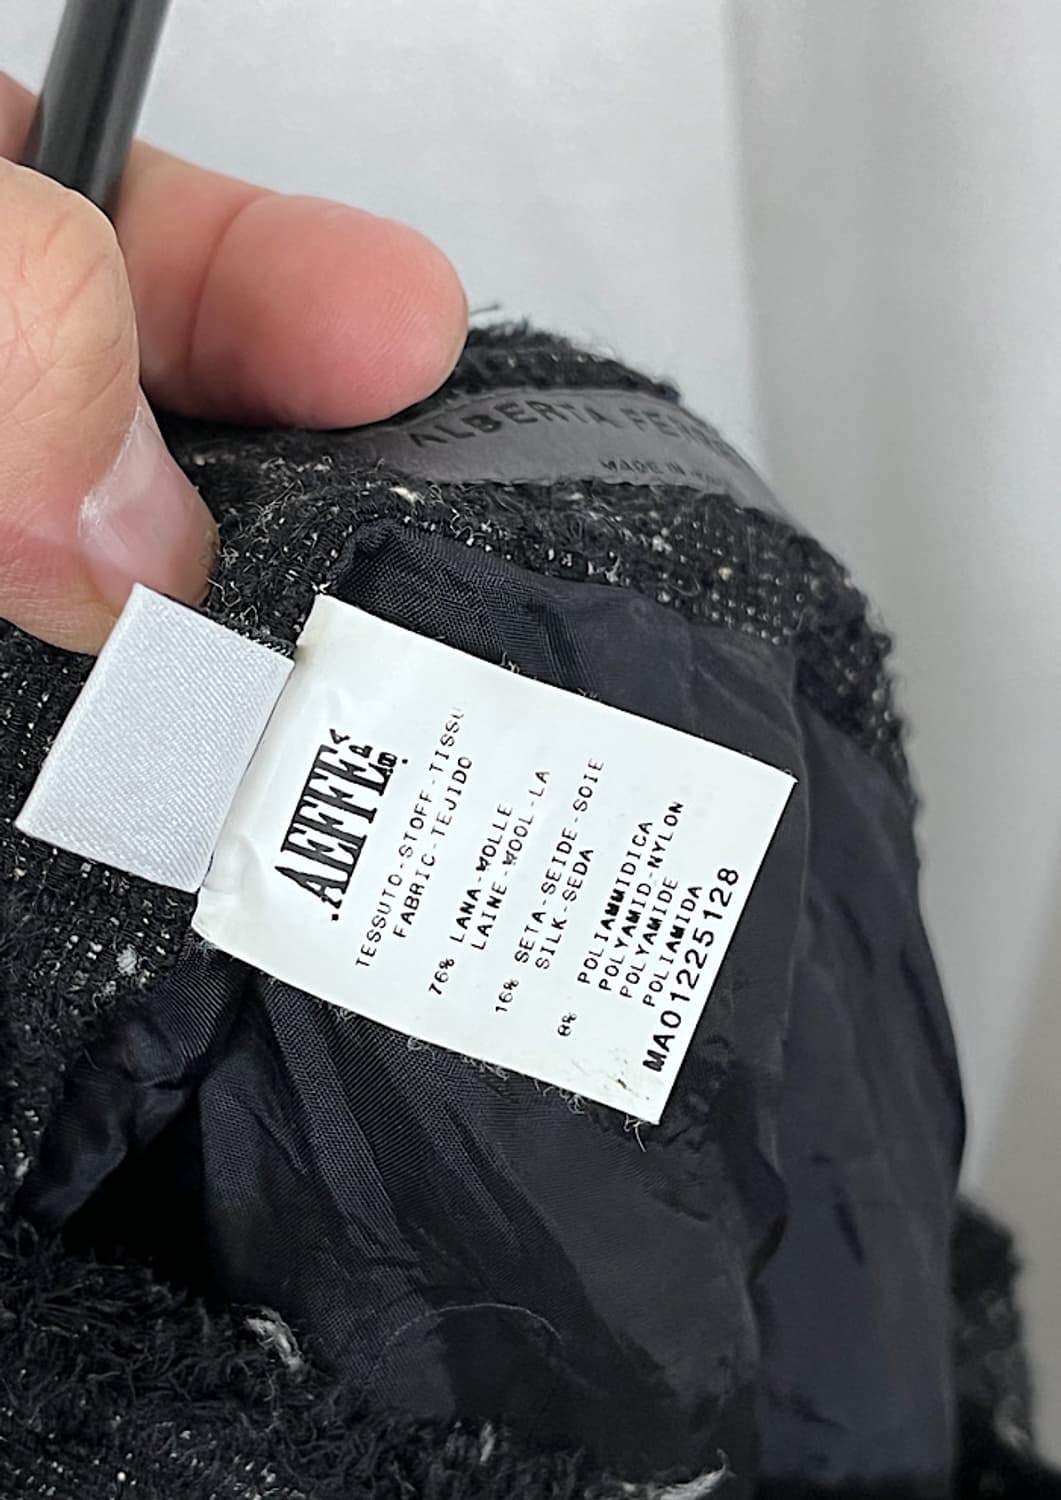 ALBERTA FERR
MADE IN
.AEFFE.
TESSUTO-STOFF-TISSU
FABRIC-TEJIDO
76% LANA-WOLLE
LAINE-WOOL-LA
16% SETA-SEIDE-SOIE
SILK-SEDA
8% POLIAMMIDICA
POLYAMID-NYLON
POLYAMIDE
POLIAMIDA
MA01225128